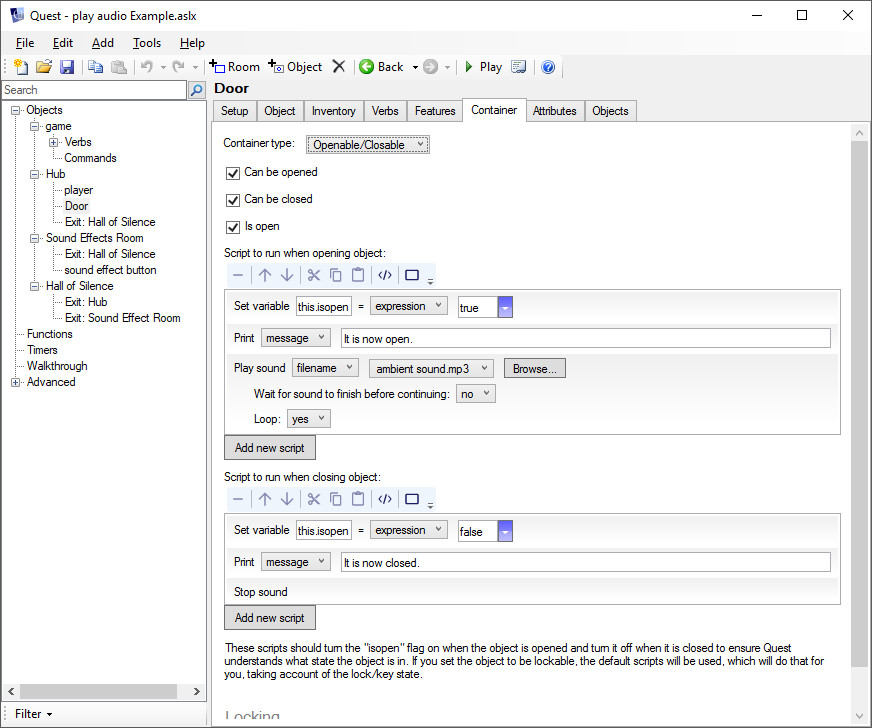 Quest - play audio Example.aslx
File Edit Add Tools Help
Room Object Back Play
Search
Objects
game
Verbs
Commands
Hub
player
Door
Exit: Hall of Silence
Sound Effects Room
Exit: Hall of Silence
sound effect button
Hall of Silence
Exit: Hub
Exit: Sound Effect Room
Functions
Timers
Walkthrough
Advanced
Filter
Door
Setup Object Inventory Verbs Features Container Attributes Objects
Container type: Openable/Closable
Can be opened
Can be closed
Is open
Script to run when opening object:
Set variable this.isopen = expression true
Print message It is now open.
Play sound filename ambient sound.mp3 Browse...
Wait for sound to finish before continuing: no
Loop: yes
Add new script
Script to run when closing object:
Set variable this.isopen = expression false
Print message It is now closed.
Stop sound
Add new script
These scripts should turn the "isopen" flag on when the object is opened and turn it off when it is closed to ensure Quest
understands what state the object is in. If you set the object to be lockable, the default scripts will be used, which will do that for
you, taking account of the lock/key state.
Locking